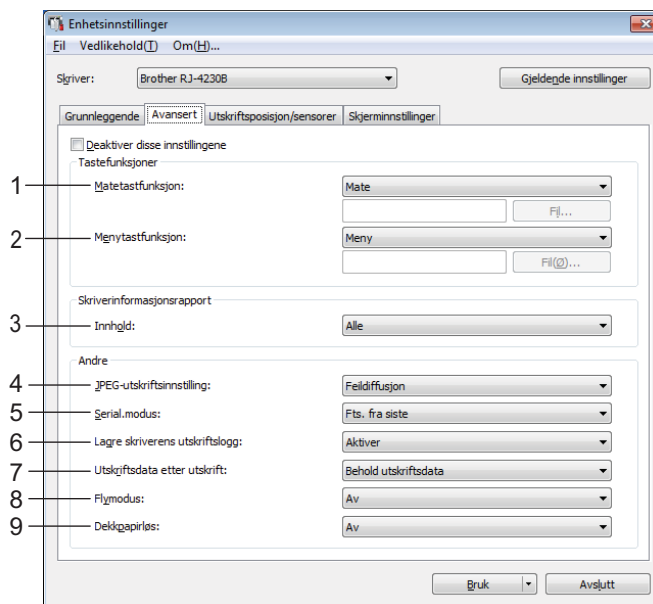 Enhetsinnstillinger
Fil Vedlikehold(T) Om(H)...
Skriver: Brother RJ-4230B Gjeldende innstillinger
Grunnleggende Avansert Utskriftsposisjon/sensorer Skjerminnstillinger
Deaktiver disse innstillingene
Tastefunksjoner
1 Matetastfunksjon: Mate
Fil...
2 Menytastfunksjon: Meny
Fil(Ø)...
Skriverinformasjonsrapport
3 Innhold: Alle
Andre
4 JPEG-utskriftsinnstilling: Feildiffusjon
5 Serial.modus: Fts. fra siste
6 Lagre skriverens utskriftslogg: Aktiver
7 Utskriftsdata etter utskrift: Behold utskriftsdata
8 Flymodus: Av
9 Dekkpapirløs: Av
Bruk Avslutt